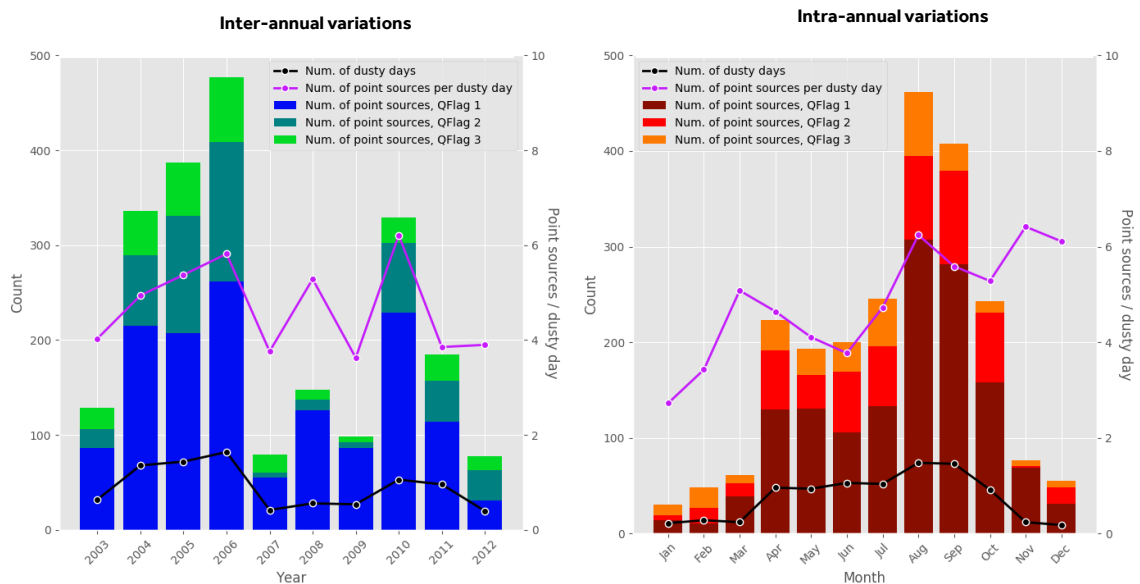 Inter-annual variations
500
400
300
200
100
0
Count
10
8
6
4
2
0
Point sources / dusty day
Num. of dusty days
Num. of point sources per dusty day
Num. of point sources, QFlag 1
Num. of point sources, QFlag 2
Num. of point sources, QFlag 3
2003
2004
2005
2006
2007
2008
2009
2010
2011
2012
Year
Intra-annual variations
500
400
300
200
100
0
Count
10
8
6
4
2
0
Point sources / dusty day
Num. of dusty days
Num. of point sources per dusty day
Num. of point sources, QFlag 1
Num. of point sources, QFlag 2
Num. of point sources, QFlag 3
Jan
Feb
Mar
Apr
May
Jun
Jul
Aug
Sep
Oct
Nov
Dec
Month